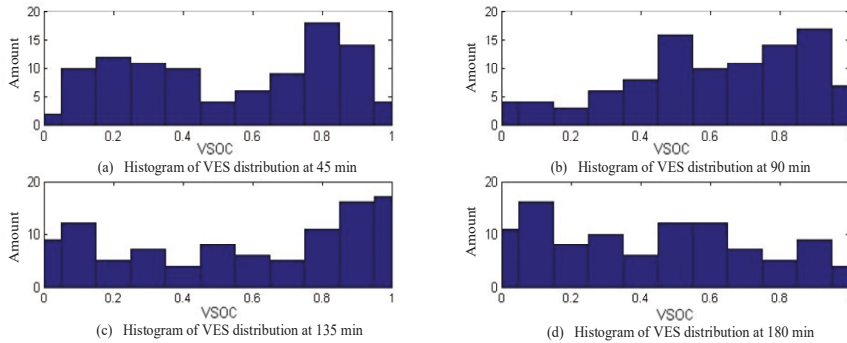 20
15
10
5
0
Amount
0 0.2 0.4 0.6 0.8 1
VSOC
(a) Histogram of VES distribution at 45 min
20
15
10
5
0
Amount
0 0.2 0.4 0.6 0.8
VSOC
(b) Histogram of VES distribution at 90 min
20
10
0
Amount
0 0.2 0.4 0.6 0.8 1
VSOC
(c) Histogram of VES distribution at 135 min
20
10
0
Amount
0 0.2 0.4 0.6 0.8
VSOC
(d) Histogram of VES distribution at 180 min